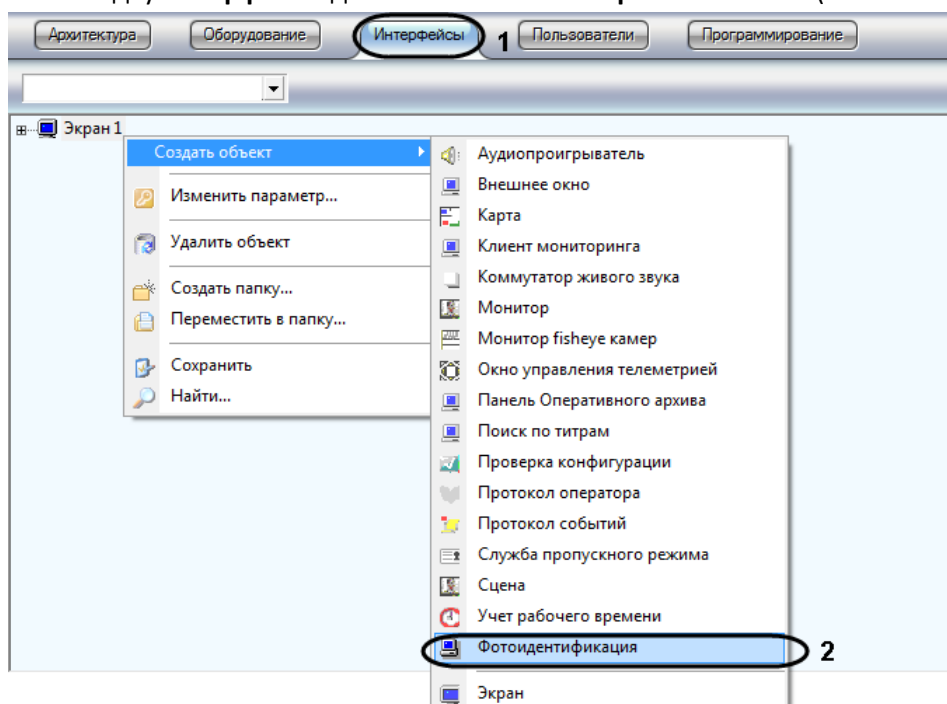 Архитектура Оборудование Интерфейсы 1 Пользователи Программирование
Экран 1
Создать объект
Изменить параметр...
Удалить объект
Создать папку...
Переместить в папку...
Сохранить
Найти...
Аудиопроигрыватель
Внешнее окно
Карта
Клиент мониторинга
Коммутатор живого звука
Монитор
Монитор fisheye камер
Окно управления телеметрией
Панель Оперативного архива
Поиск по титрам
Проверка конфигурации
Протокол оператора
Протокол событий
Служба пропускного режима
Сцена
Учет рабочего времени
Фотоидентификация 2
Экран